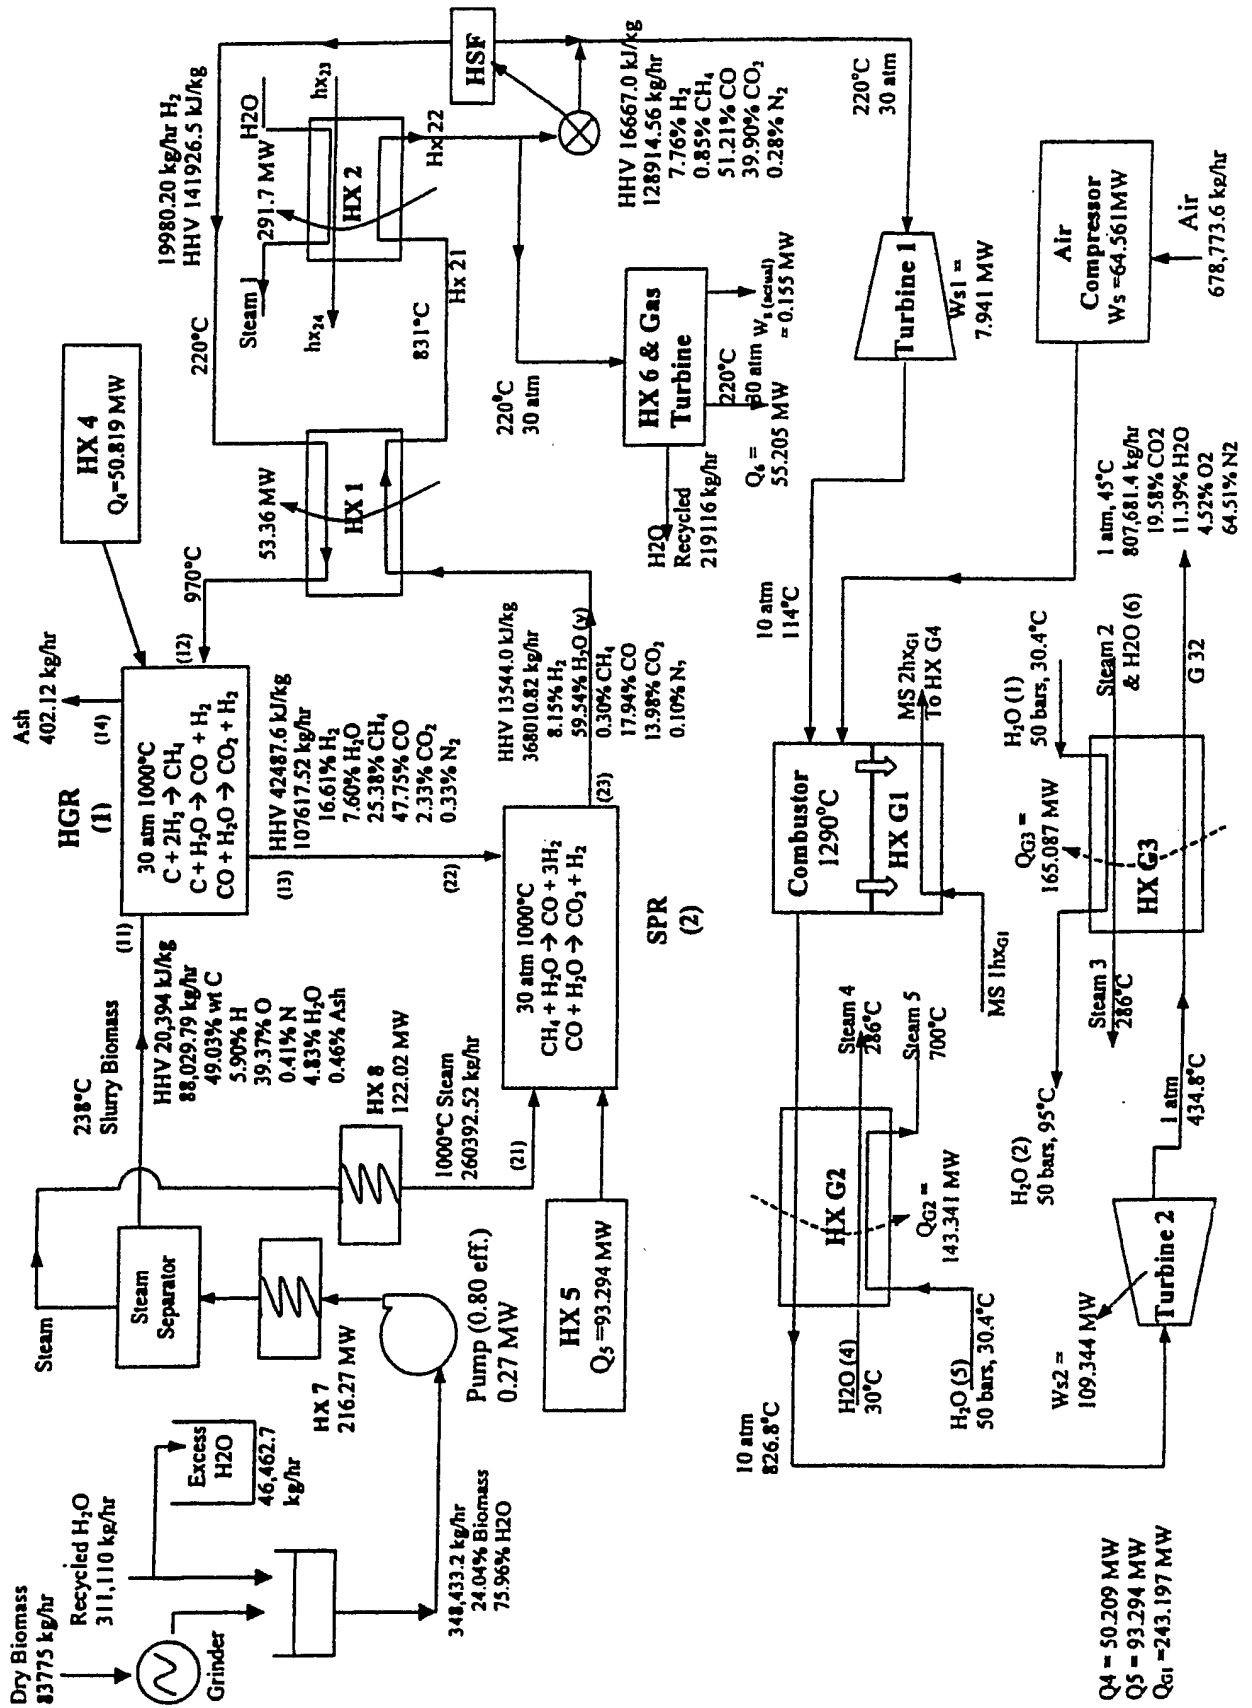 Dry Biomass
83775 kg/hr
Grinder
Recycled H₂O
311,110 kg/hr
Excess
H2O
46,462.7
kg/hr
348,433.2 kg/hr
24.04% Biomass
75.96% H2O
Pump (0.80 eff.)
0.27 MW
HX 7
216.27 MW
Steam
Separator
Steam
238°C
Slurry Biomass
HHV 20,394 kJ/kg
88,029.79 kg/hr
49.03% wt C
5.90% H
39.37% O
0.41% N
4.83% H₂O
0.46% Ash
HX 8
122.02 MW
1000°C Steam
260392.52 kg/hr
(21)
HX 5
Q₅ =93.294 MW
HGR
(1)
(11)
30 atm 1000°C
C + 2H₂ → CH₄
C + H₂O → CO + H₂
CO + H₂O → CO₂ + H₂
(14)
Ash
402.12 kg/hr
(12)
(13)
HHV 42487.6 kJ/kg
107617.52 kg/hr
16.61% H₂
7.60% H₂O
25.38% CH₄
47.75% CO
2.33% CO₂
0.33% N₂
(22)
30 atm 1000°C
CH₄ + H₂O → CO + 3H₂
CO + H₂O → CO₂ + H₂
SPR
(2)
(23)
HHV 13544.0 kJ/kg
368010.82 kg/hr
8.15% H₂
59.54% H₂O (v)
0.30% CH₄
17.94% CO
13.98% CO₂
0.10% N₂
HX 4
Q₄=50.819 MW
970°C
53.36 MW
HX 1
220°C
19980.20 kg/hr H₂
HHV 141926.5 kJ/kg
831°C
Hx 21
Steam 1
291.7 MW
H2O
HX 2
hx₂₄
hx₂₃
Hx 22
HSF
220°C
30 atm
HX 6 & Gas
Turbine
H2O
Recycled
219116 kg/hr
Q₆ =
55.205 MW
220°C
30 atm
Wₛ (actual)
= 0.155 MW
HHV 16667.0 kJ/kg
128914.56 kg/hr
7.76% H₂
0.85% CH₄
51.21% CO
39.90% CO₂
0.28% N₂
220°C
30 atm
Turbine 1
Ws1 =
7.941 MW
10 atm
114°C
Air
Compressor
Ws =64.561MW
Air
678,773.6 kg/hr
Combustor
1290°C
HX G1
MS 2hx_G1
To HX G4
MS 1hx_G1
10 atm
826.8°C
HX G2
H2O (4)
30°C
H₂O (5)
50 bars, 30.4°C
Q_G2 =
143.341 MW
Steam 4
286°C
Steam 5
700°C
Ws2 =
109.344 MW
Turbine 2
1 atm
434.8°C
H₂O (2)
50 bars, 95°C
Steam 3
286°C
Q_G3 =
165.087 MW
HX G3
H₂O (1)
50 bars, 30.4°C
Steam 2
& H2O (6)
G 32
1 atm, 45°C
807,681.4 kg/hr
19.58% CO2
11.39% H2O
4.52% O2
64.51% N2
Q4 = 50.209 MW
Q5 = 93.294 MW
Q_G1 =243.197 MW